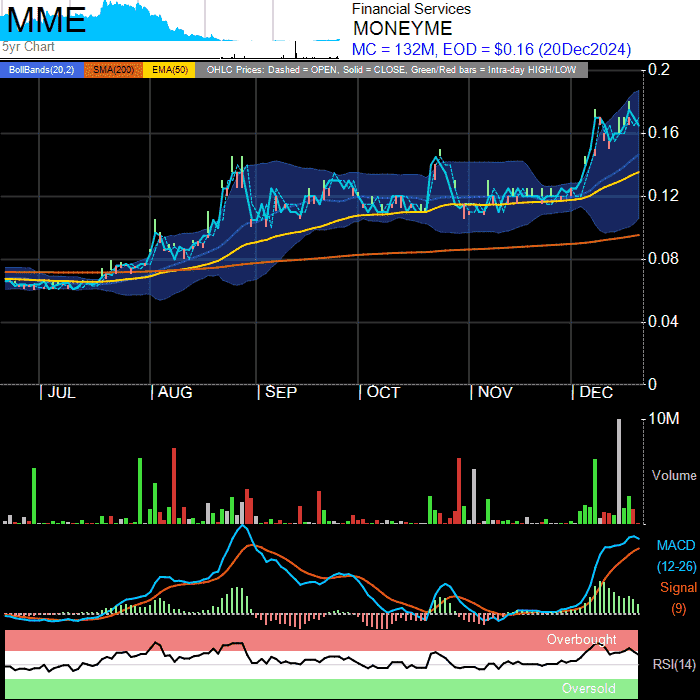 MME
5yr Chart
Financial Services
MONEYME
MC = 132M, EOD = $0.16 (20Dec2024)
BollBands(20,2) SMA(200) EMA(50) OHLC Prices: Dashed = OPEN, Solid = CLOSE, Green/Red bars = Intra-day HIGH/LOW
0.2
0.16
0.12
0.08
0.04
0
JUL AUG SEP OCT NOV DEC
10M
Volume
MACD
(12-26)
Signal
(9)
Overbought
RSI(14)
Oversold